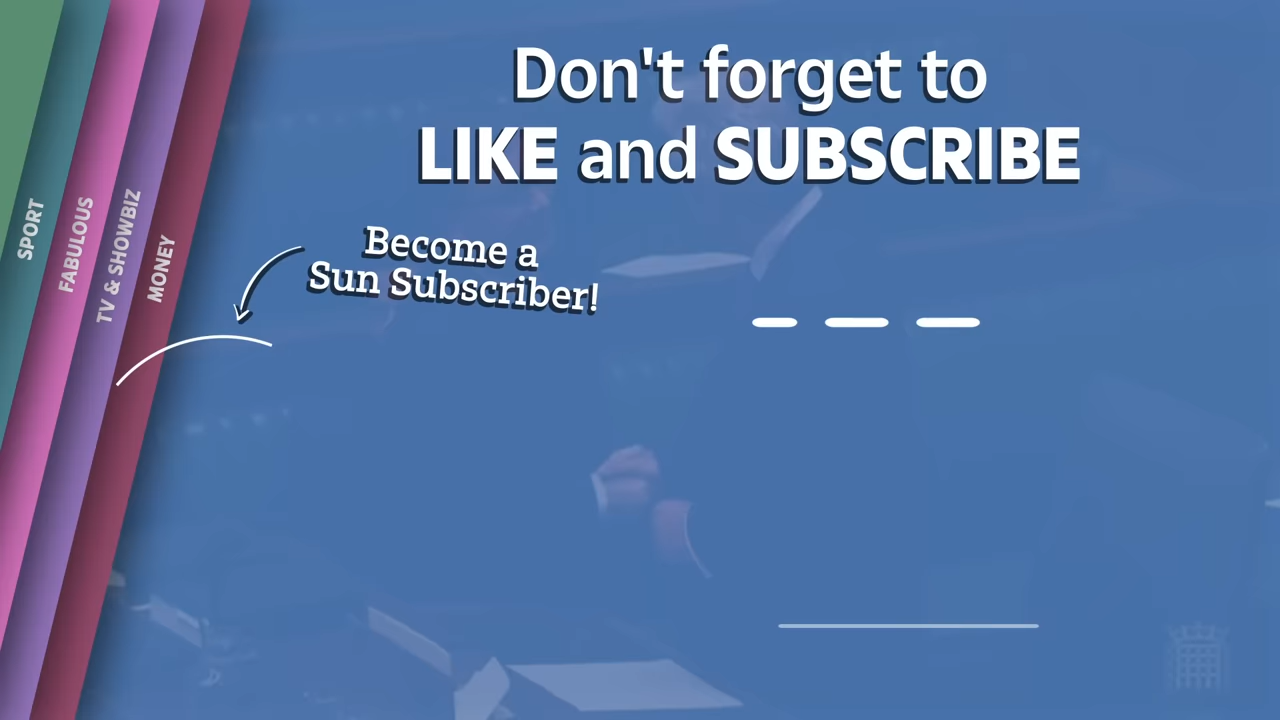 Don't forget to
LIKE and SUBSCRIBE
Become a
Sun Subscriber!
SPORT
FABULOUS
TV & SHOWBIZ
MONEY